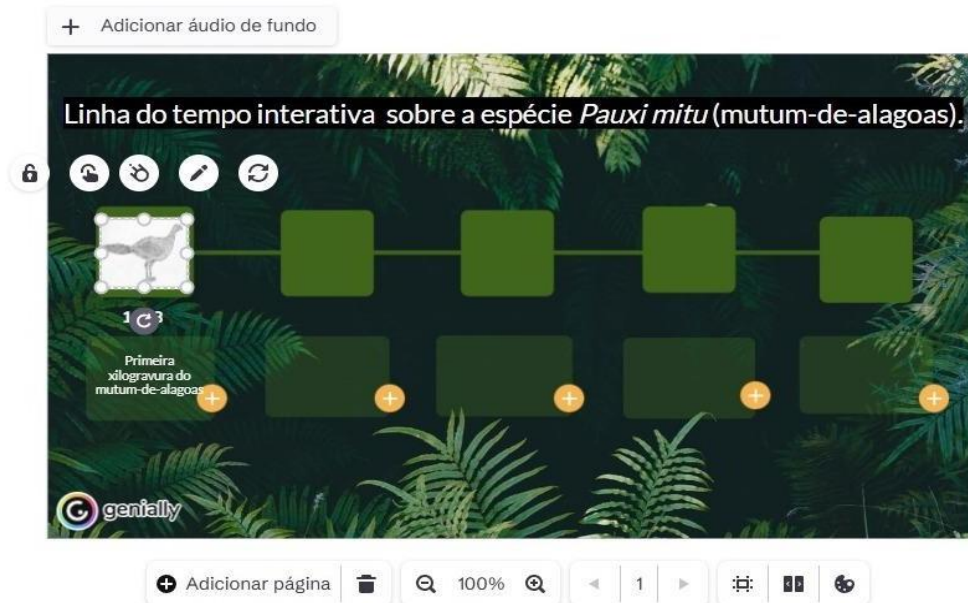 Adicionar áudio de fundo
Linha do tempo interativa sobre a espécie Pauxi mitu (mutum-de-alagoas).
Primeira
xilogravura do
mutum-de-alagoas
genially
Adicionar página
100%
1